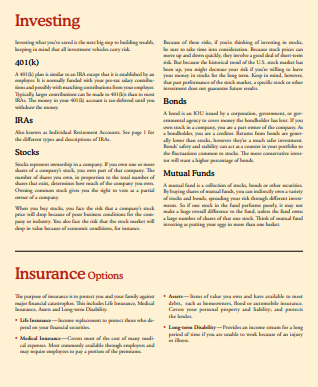 Investing
Investing what you've saved is the next step to building wealth,
keeping in mind that all investment vehicles carry risk.
401(k)
A 401(k) plan is similar to an IRA except that it is established by an
employer. It is normally funded with your pre-tax salary contribu-
tions and possibly with matching contributions from your employer.
Typically, larger contributions can be made to 401(k)s than to most
IRAs. The money in your 401(k) account is tax-deferred until you
withdraw the money.
IRAs
Also known as Individual Retirement Accounts. See page 1 for
the different types and descriptions of IRAs.
Stocks
Stocks represent ownership in a company. If you own one or more
shares of a company's stock, you own part of that company. The
number of shares you own, in proportion to the total number of
shares that exist, determines how much of the company you own.
Owning common stock gives you the right to vote as a partial
owner of a company.
When you buy stocks, you face the risk that a company's stock
price will drop because of poor business conditions for the com-
pany or industry. You also face the risk that the stock market will
drop in value because of economic conditions, for instance.
Because of these risks, if you're thinking of investing in stocks,
be sure to take time into consideration. Because stock prices can
move up and down quickly, they involve a good deal of short-term
risk. But because the historical trend of the U.S. stock market has
been up, you might decrease your risk if you're willing to leave
your money in stocks for the long term. Keep in mind, however,
that past performance of the stock market, a specific stock or other
investment does not guarantee future results.
Bonds
A bond is an IOU issued by a corporation, government, or gov-
ernmental agency that owes money the bondholder has lent. If you own
stock in a company, you are a part owner of the company. As
a bondholder, you are a creditor. Returns from bonds are gener-
ally lower than stocks, however they're a much safer investment.
Bonds' safety and stability can act as a counter in your portfolio to
the fluctuations common to stocks. The more conservative inves-
tor will want a higher percentage of bonds.
Mutual Funds
A mutual fund is a collection of stocks, bonds or other securities.
By buying shares of mutual funds, you can indirectly own a variety
of stocks and bonds, spreading your risk through different invest-
ments. So if one stock in the fund performs poorly, it may not
make a huge overall difference to the fund, unless the fund owns
a large number of shares of that one stock. Think of mutual fund
investing as putting your eggs in more than one basket.
Insurance Options
The purpose of insurance is to protect you and your family against
major financial catastrophes. This includes Life Insurance, Medical
Insurance, Assets and Long-term Disability.
• Life Insurance — Income replacement to protect those who de-
pend on your financial securities.
• Medical Insurance — Covers most of the cost of many medi-
cal expenses. Most commonly available through employers and
may require employees to pay a portion of the premiums.
• Assets — Items of value you own and have available to meet
debts, such as homeowners, flood or automobile insurance.
Covers your personal property and liability; and protects
the lender.
• Long-term Disability — Provides an income stream for a long
period of time if you are unable to work because of an injury
or illness.